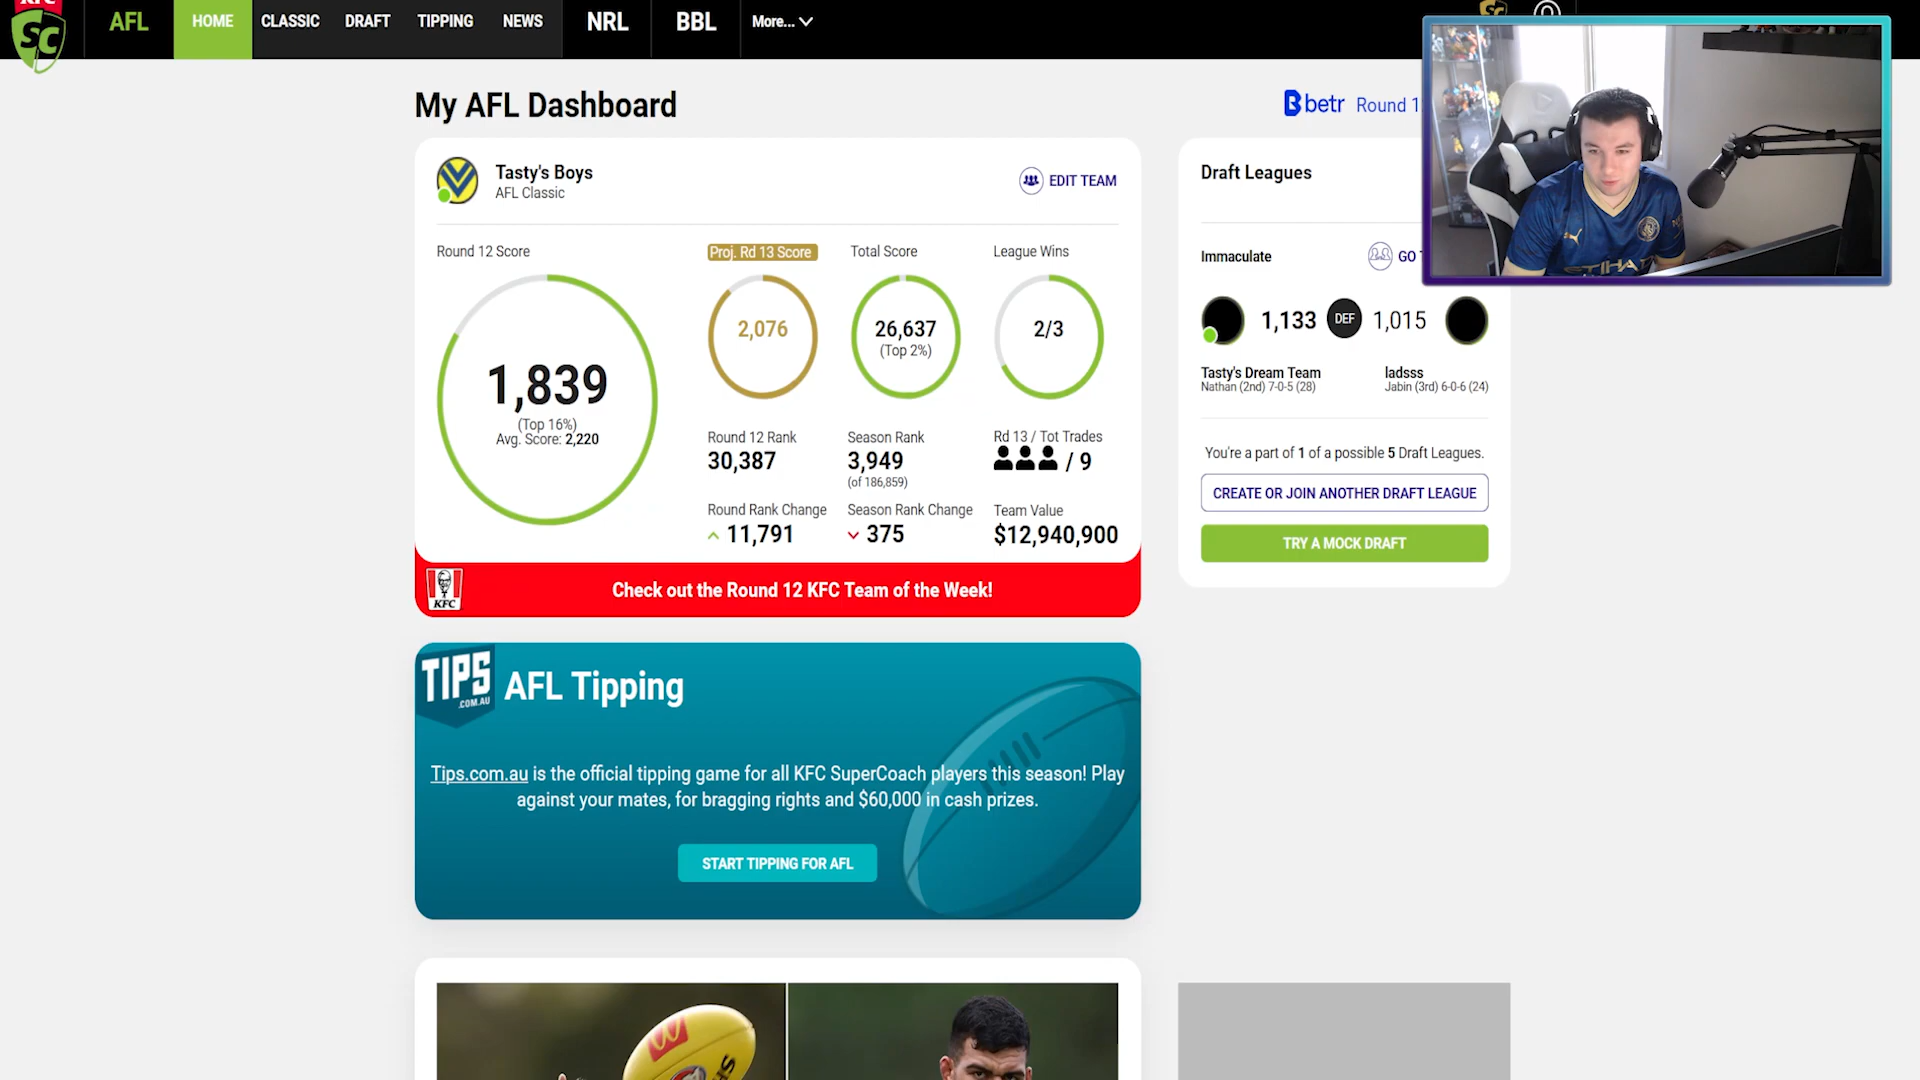 KFC
SC
AFL
HOME
CLASSIC
DRAFT
TIPPING
NEWS
NRL
BBL
More...
SC
My AFL Dashboard
betr Round 1
Tasty's Boys
AFL Classic
EDIT TEAM
Round 12 Score
1,839
(Top 16%)
Avg. Score: 2,220
Proj. Rd 13 Score
2,076
Total Score
26,637
(Top 2%)
League Wins
2/3
Round 12 Rank
30,387
Season Rank
3,949
(of 186,859)
Rd 13 / Tot Trades
/ 9
Round Rank Change
11,791
Season Rank Change
375
Team Value
$12,940,900
KFC
Check out the Round 12 KFC Team of the Week!
Draft Leagues
Immaculate
GO
1,133 DEF 1,015
Tasty's Dream Team
Nathan (2nd) 7-0-5 (28)
ladsss
Jabin (3rd) 6-0-6 (24)
You're a part of 1 of a possible 5 Draft Leagues.
CREATE OR JOIN ANOTHER DRAFT LEAGUE
TRY A MOCK DRAFT
ETIHA
TIPS
.COM.AU
AFL Tipping
Tips.com.au is the official tipping game for all KFC SuperCoach players this season! Play
against your mates, for bragging rights and $60,000 in cash prizes.
START TIPPING FOR AFL